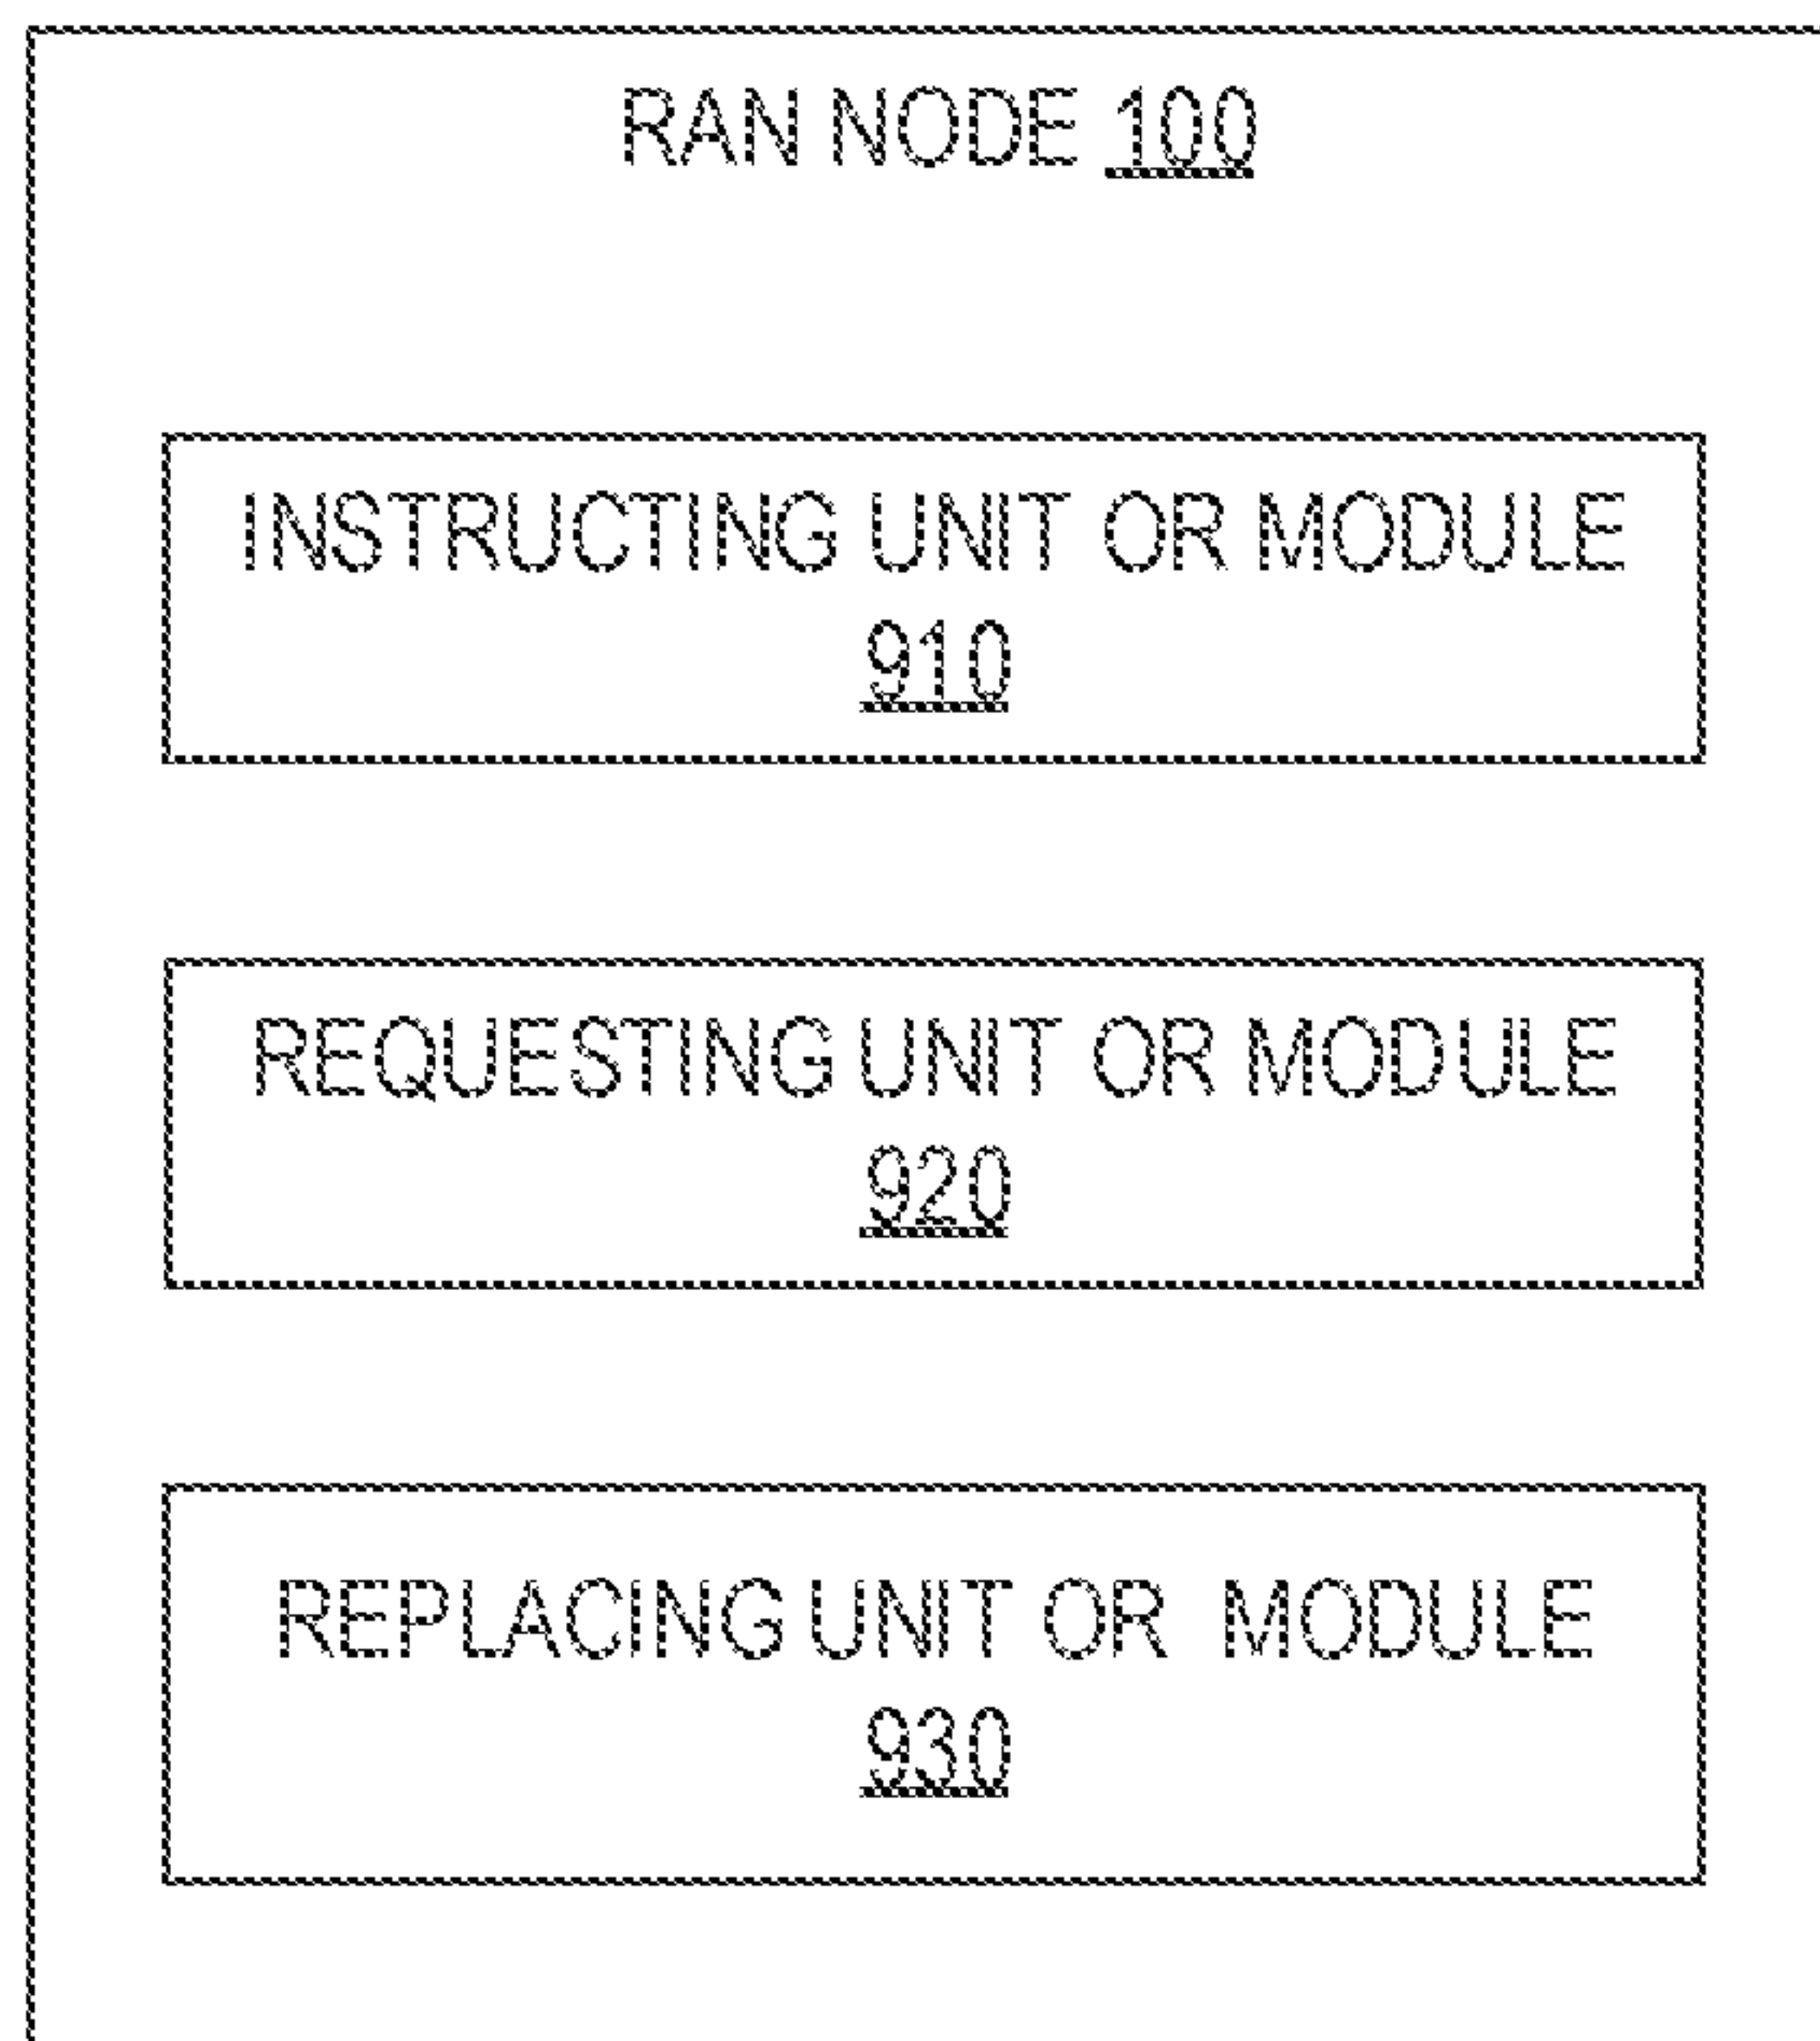 RAN NODE 100
INSTRUCTING UNIT OR MODULE
910
REQUESTING UNIT OR MODULE
920
REPLACING UNIT OR MODULE
930